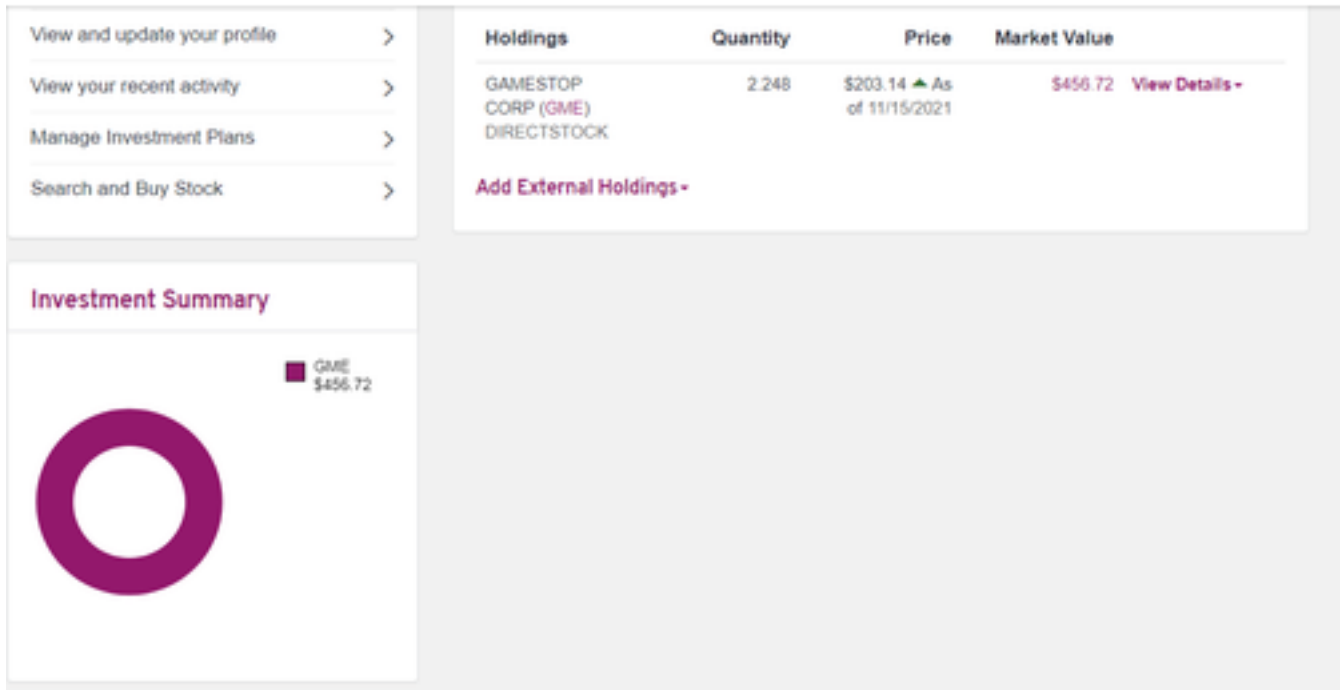 View and update your profile
View your recent activity
Manage Investment Plans
Search and Buy Stock
Holdings Quantity Price Market Value
GAMESTOP 2.248 $203.14 ▲ As $456.72 View Details
CORP (GME) of 11/15/2021
DIRECTSTOCK
Add External Holdings
Investment Summary
GME
$456.72